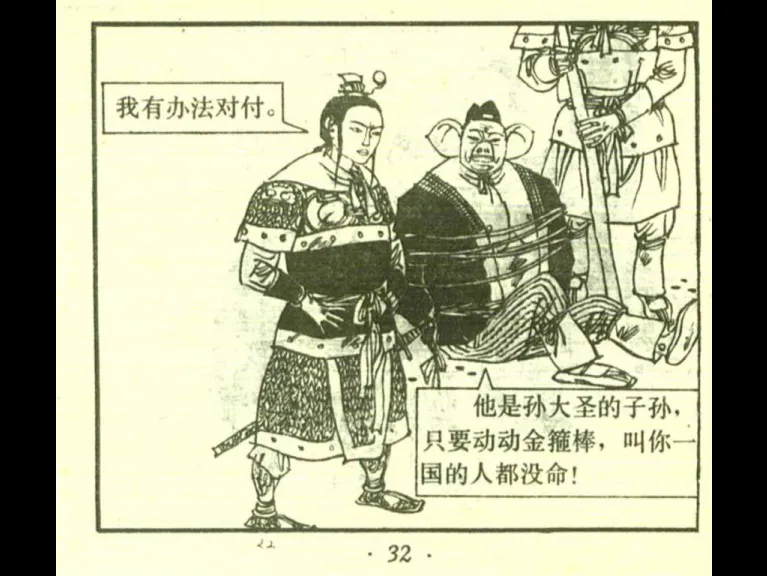 我有办法对付。
他是孙大圣的子孙，
只要动动金箍棒，叫你一
国的人都没命！
22
· 32 ·